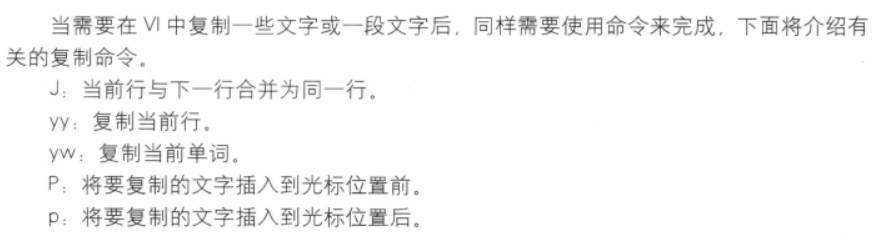 当需要在 VI 中复制一些文字或一段文字后，同样需要使用命令来完成，下面将介绍有
关的复制命令。
J：当前行与下一行合并为同一行。
yy：复制当前行。
yw：复制当前单词。
P：将要复制的文字插入到光标位置前。
p：将要复制的文字插入到光标位置后。